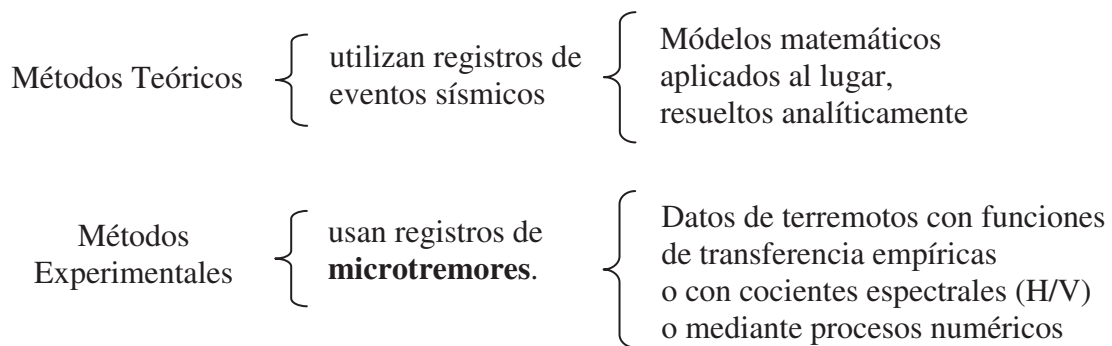 Métodos Teóricos
utilizan registros de
eventos sísmicos
Módelos matemáticos
aplicados al lugar,
resueltos analíticamente
Métodos
Experimentales
usan registros de
microtremores.
Datos de terremotos con funciones
de transferencia empíricas
o con cocientes espectrales (H/V)
o mediante procesos numéricos